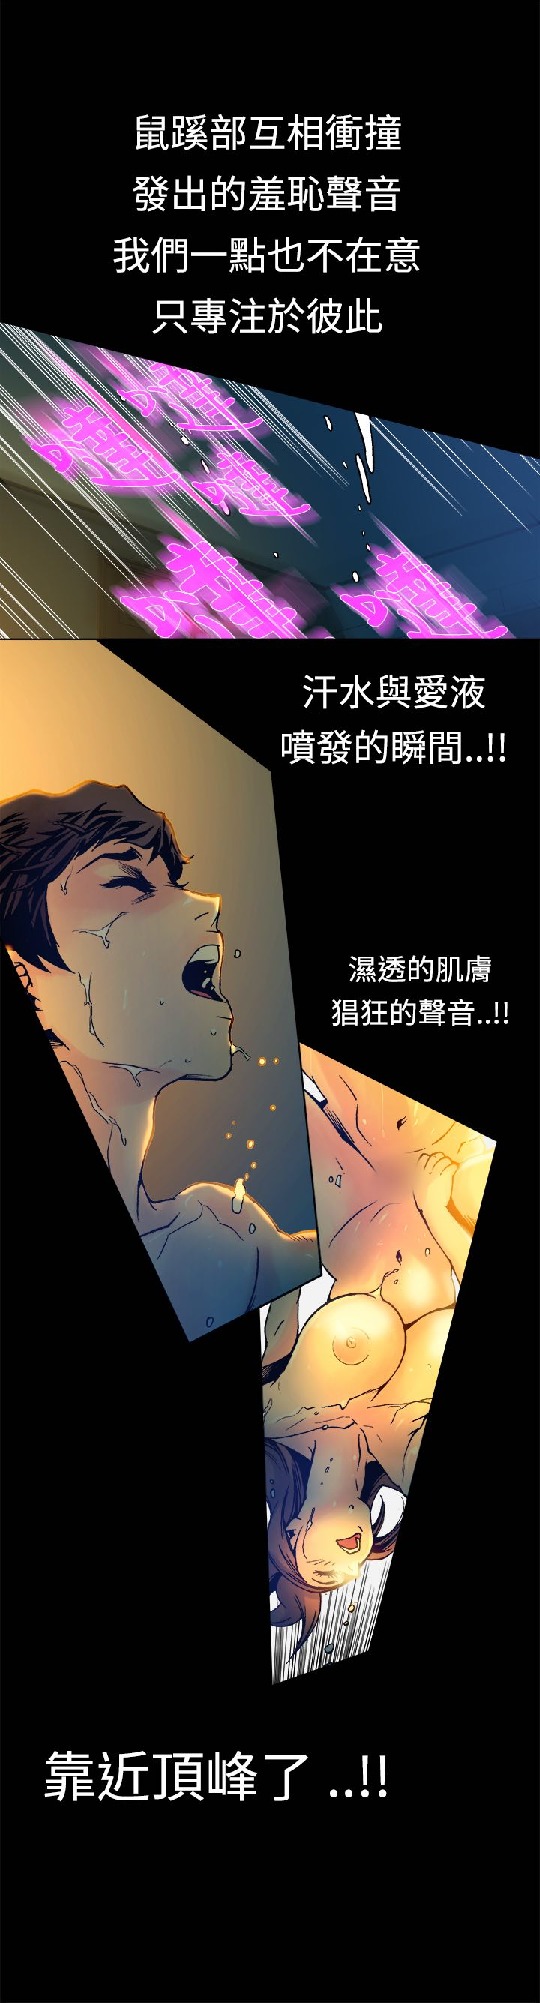 鼠蹊部互相衝撞
發出的羞恥聲音
我們一點也不在意
只專注於彼此
汗水與愛液
噴發的瞬間..!!
濕透的肌膚
猖狂的聲音..!!
靠近頂峰了 ..!!